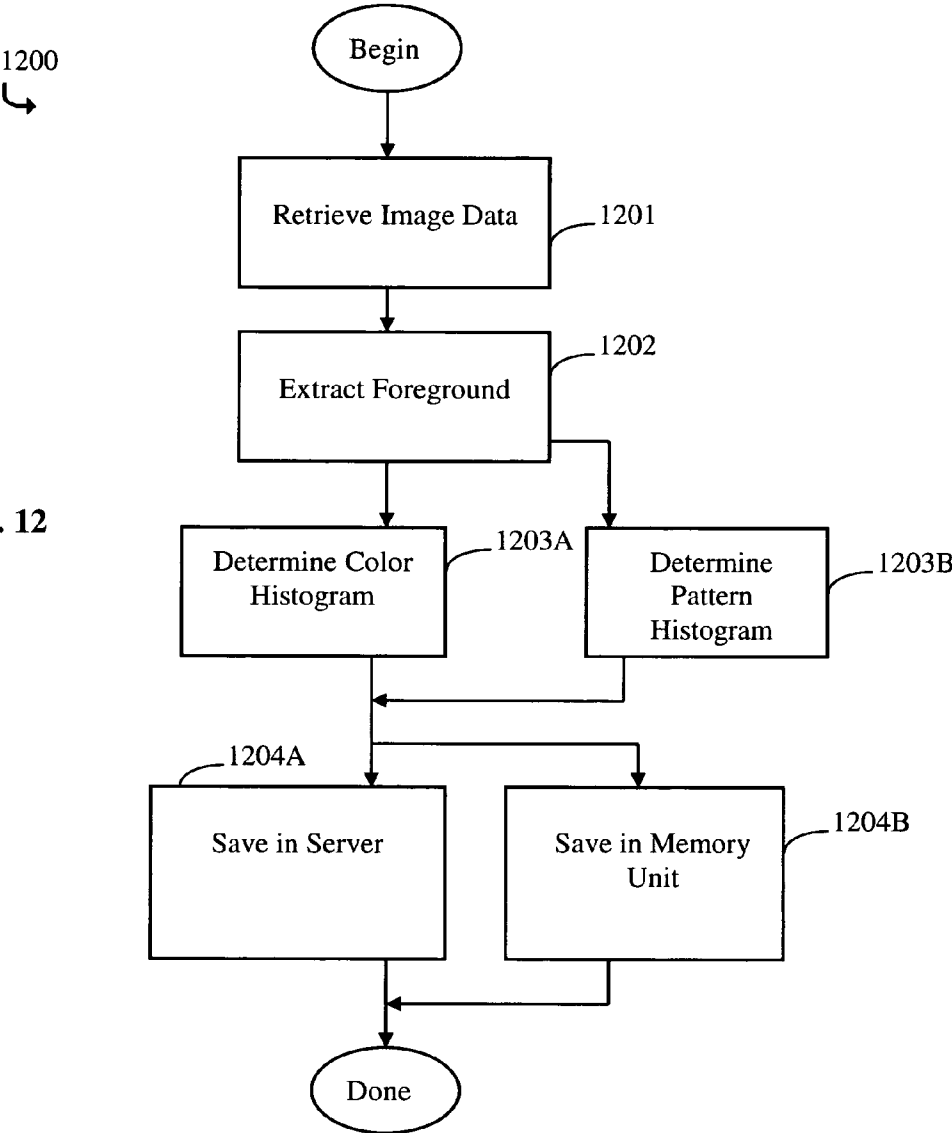 1200
Begin
Retrieve Image Data
1201
1202
Extract Foreground
. 12
1203A
Determine Color
Histogram
1203B
Determine
Pattern
Histogram
1204A
Save in Server
1204B
Save in Memory
Unit
Done